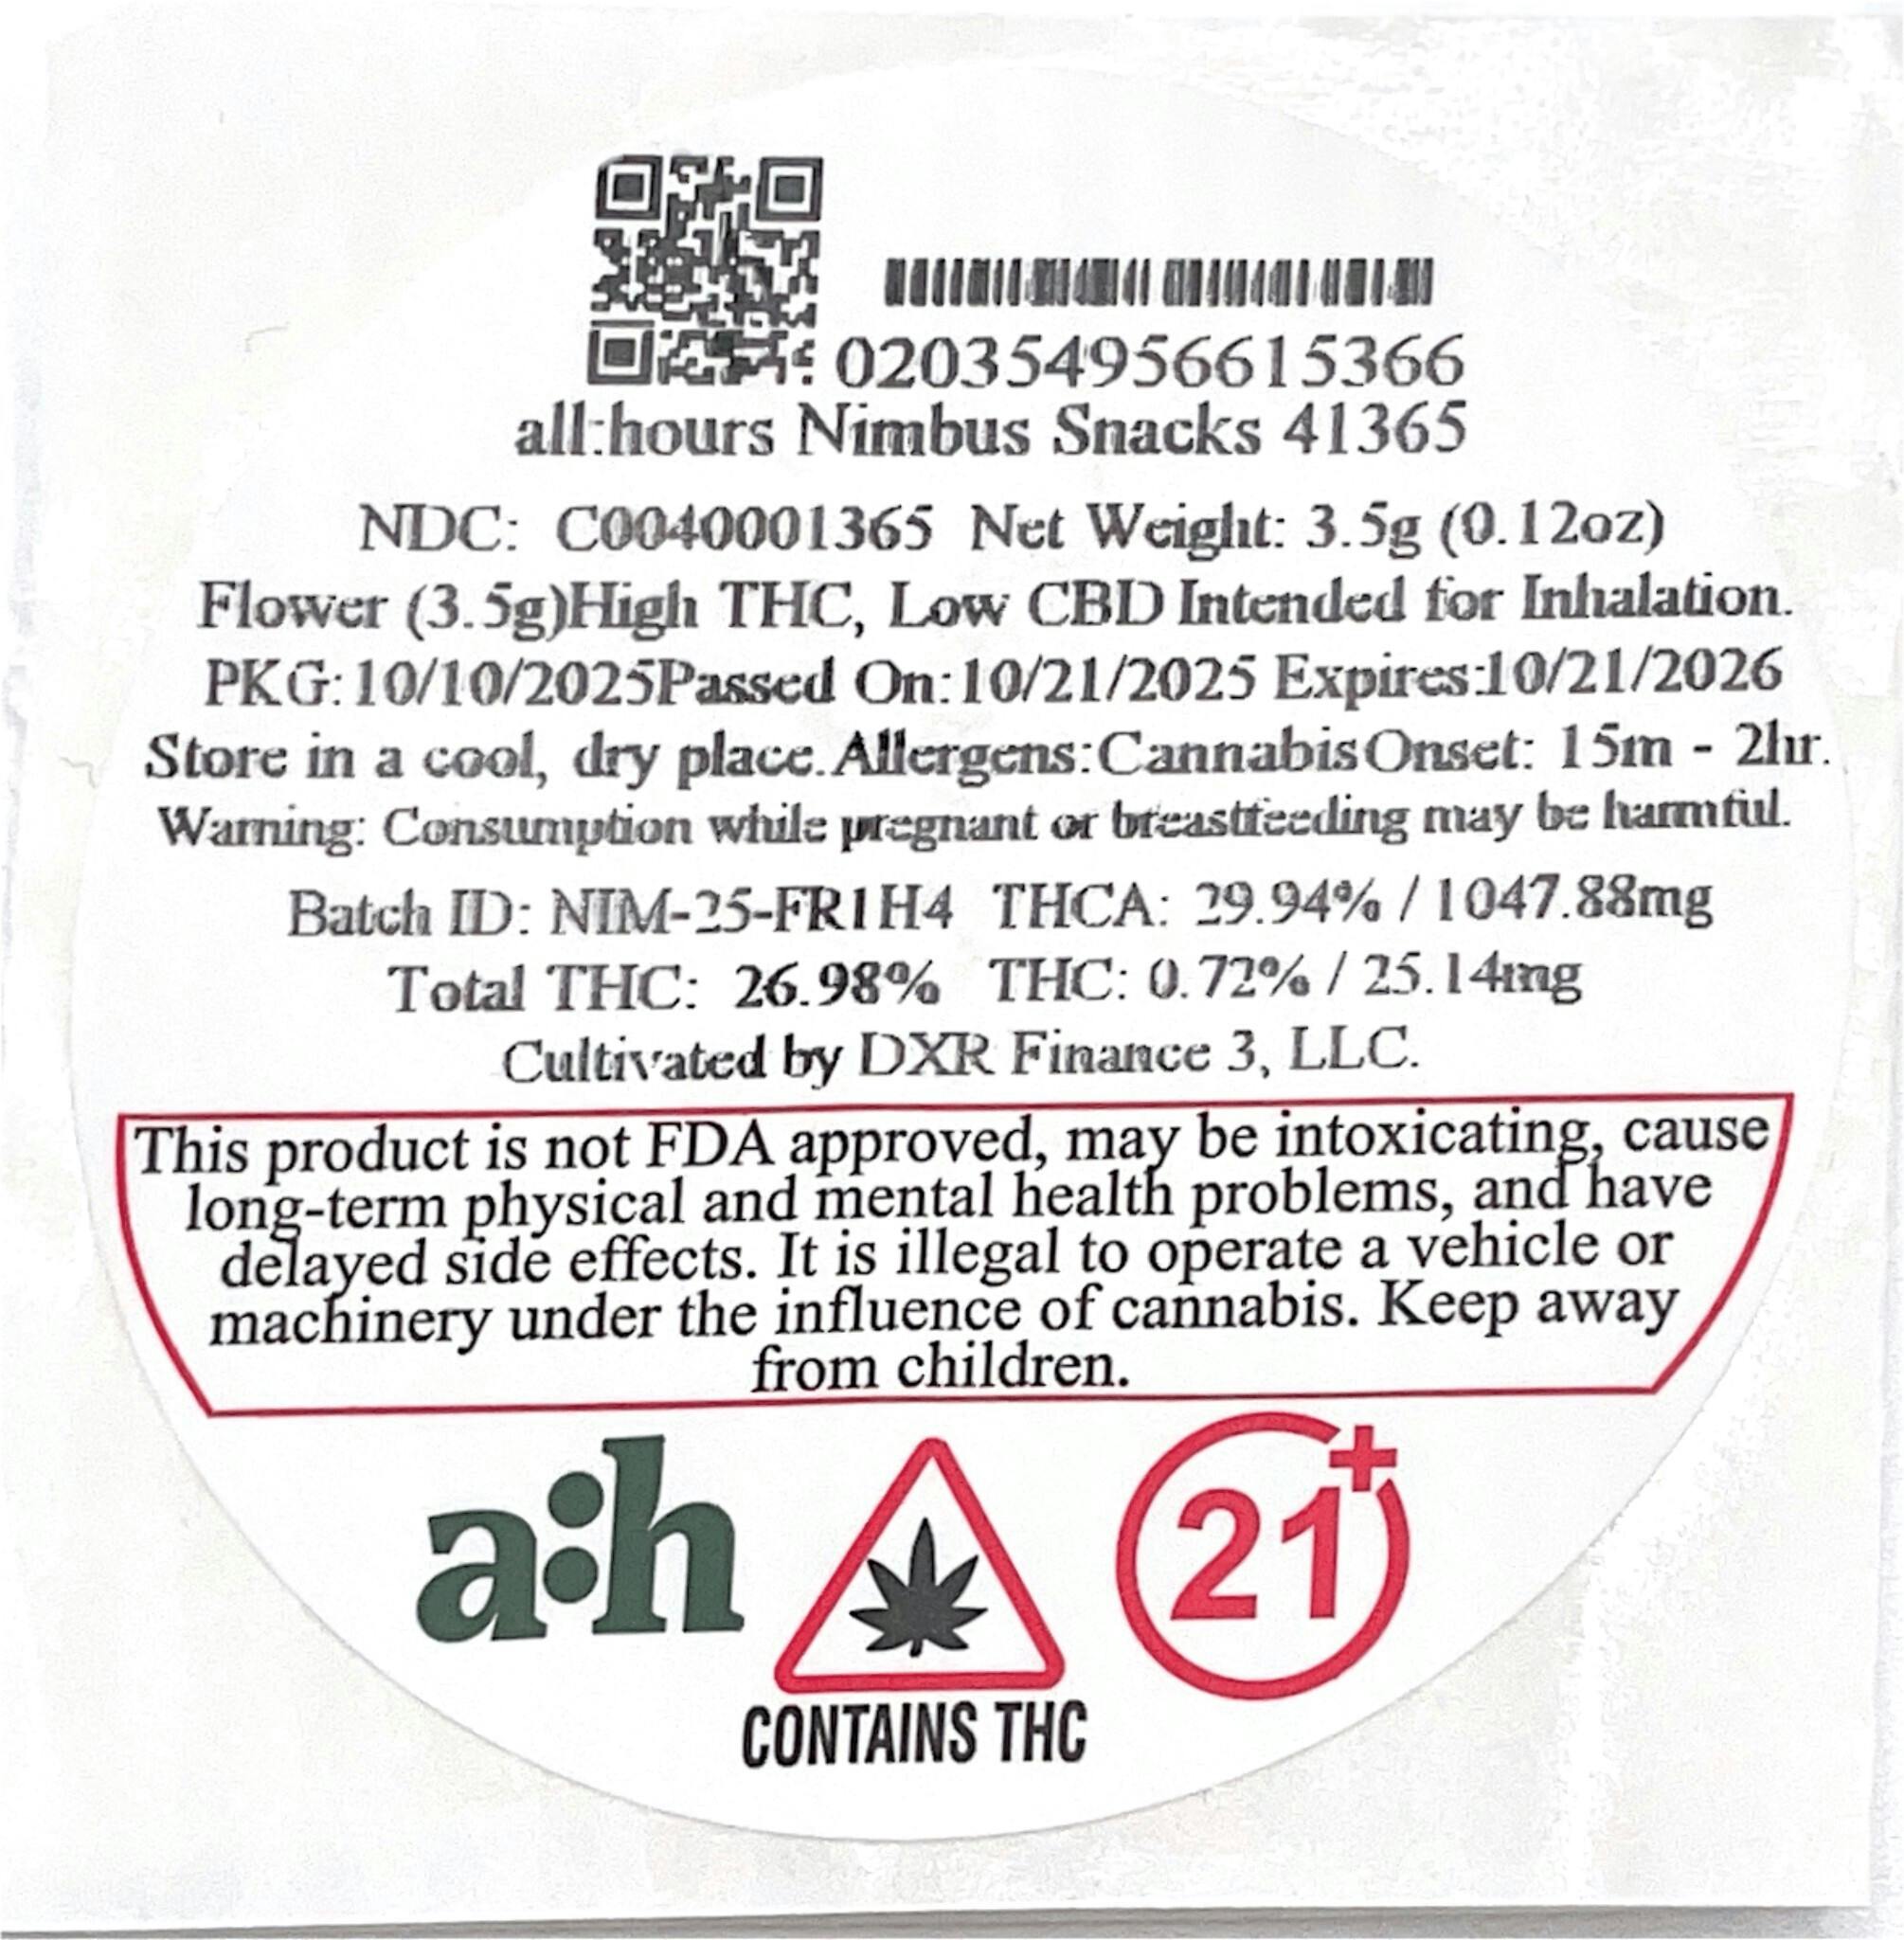 020354956615366
all:hours Nimbus Snacks 41365
NDC: C0040001365 Net Weight: 3.5g (0.12oz)
Flower (3.5g)High THC, Low CBD Intended for Inhalation.
PKG:10/10/2025Passed On:10/21/2025 Expires:10/21/2026
Store in a cool, dry place.Allergens:CannabisOnset: 15m - 2hr.
Warning: Consumption while pregnant or breastfeeding may be harmful.
Batch ID: NIM-25-FR1H4 THCA: 29.94% / 1047.88mg
Total THC: 26.98% THC: 0.72% / 25.14mg
Cultivated by DXR Finance 3, LLC.
This product is not FDA approved, may be intoxicating, cause
long-term physical and mental health problems, and have
delayed side effects. It is illegal to operate a vehicle or
machinery under the influence of cannabis. Keep away
from children.
a:h
21+
CONTAINS THC